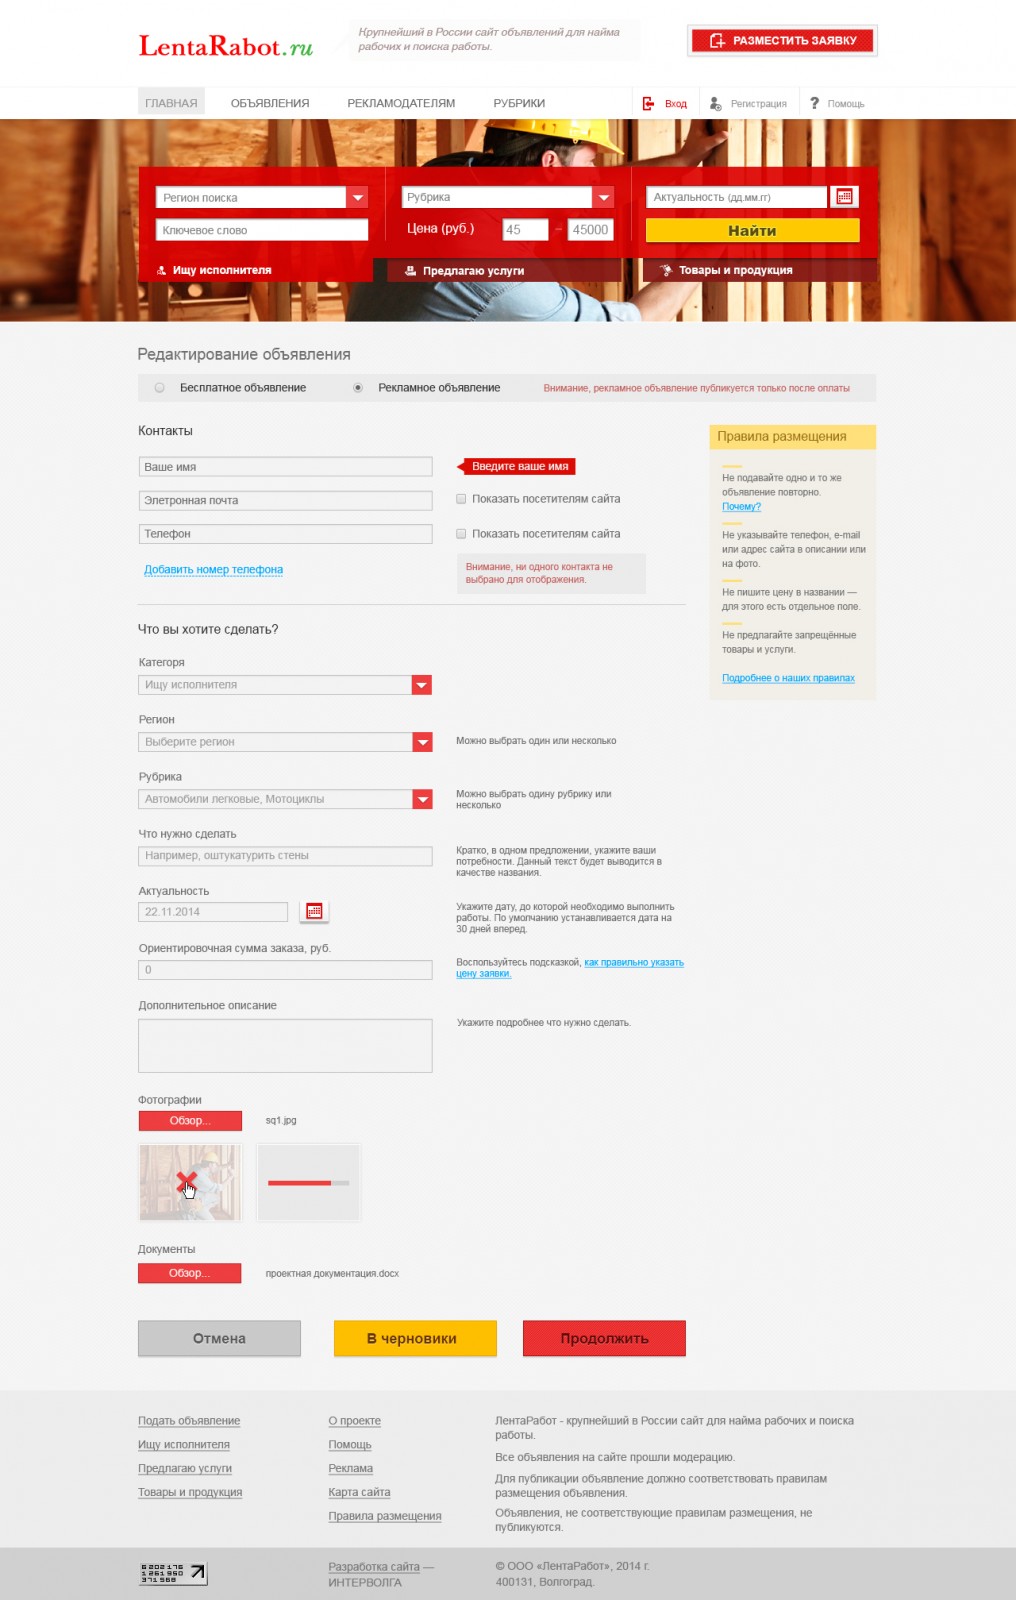 LentaRabot.ru
Крупнейший в России сайт объявлений для найма
рабочих и поиска работы.
РАЗМЕСТИТЬ ЗАЯВКУ
ГЛАВНАЯ
ОБЪЯВЛЕНИЯ
РЕКЛАМОДАТЕЛЯМ
РУБРИКИ
Вход
Регистрация
? Помощь
Регион поиска
Рубрика
Актуальность (дд.мм.гг)
Ключевое слово
Цена (руб.) 45 – 45000
Найти
Ищу исполнителя
Предлагаю услуги
Товары и продукция
Редактирование объявления
Бесплатное объявление
Рекламное объявление
Внимание, рекламное объявление публикуется только после оплаты
Контакты
Ваше имя
Введите ваше имя
Элетронная почта
Показать посетителям сайта
Телефон
Показать посетителям сайта
Добавить номер телефона
Внимание, ни одного контакта не
выбрано для отображения.
Правила размещения
Не подавайте одно и то же
объявление повторно.
Почему?
Не указывайте телефон, e-mail
или адрес сайта в описании или
на фото.
Не пишите цену в названии —
для этого есть отдельное поле.
Не предлагайте запрещённые
товары и услуги.
Подробнее о наших правилах
Что вы хотите сделать?
Категоря
Ищу исполнителя
Регион
Выберите регион
Можно выбрать один или несколько
Рубрика
Автомобили легковые, Мотоциклы
Можно выбрать одину рубрику или
несколько
Что нужно сделать
Например, оштукатурить стены
Кратко, в одном предложении, укажите ваши
потребности. Данный текст будет выводится в
качестве названия.
Актуальность
22.11.2014
Укажите дату, до которой необходимо выполнить
работы. По умолчанию устанавливается дата на
30 дней вперед.
Ориентировочная сумма заказа, руб.
0
Воспользуйтесь подсказкой, как правильно указать
цену заявки.
Дополнительное описание
Укажите подробнее что нужно сделать.
Фотографии
Обзор...
sq1.jpg
Документы
Обзор...
проектная документация.docx
Отмена
В черновики
Продолжить
Подать объявление
Ищу исполнителя
Предлагаю услуги
Товары и продукция
О проекте
Помощь
Реклама
Карта сайта
Правила размещения
ЛентаРабот - крупнейший в России сайт для найма рабочих и поиска
работы.
Все объявления на сайте прошли модерацию.
Для публикации объявление должно соответствовать правилам
размещения объявления.
Объявления, не соответствующие правилам размещения, не
публикуются.
6 202 176
1 261 950
371 968
Разработка сайта —
ИНТЕРВОЛГА
© ООО «ЛентаРабот», 2014 г.
400131, Волгоград.